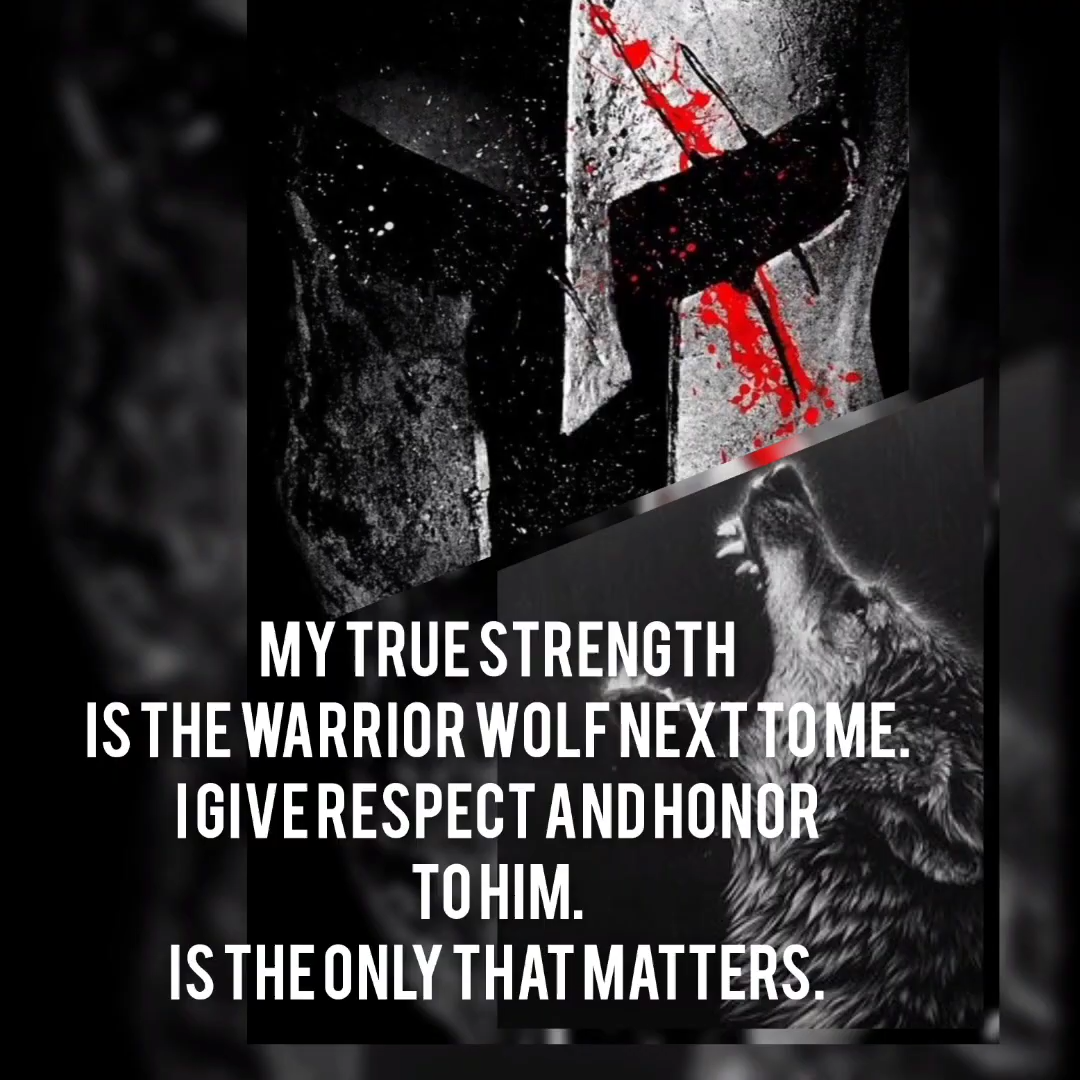 MY TRUE STRENGTH
IS THE WARRIOR WOLF NEXT TO ME.
I GIVE RESPECT AND HONOR
TO HIM.
IS THE ONLY THAT MATTERS.